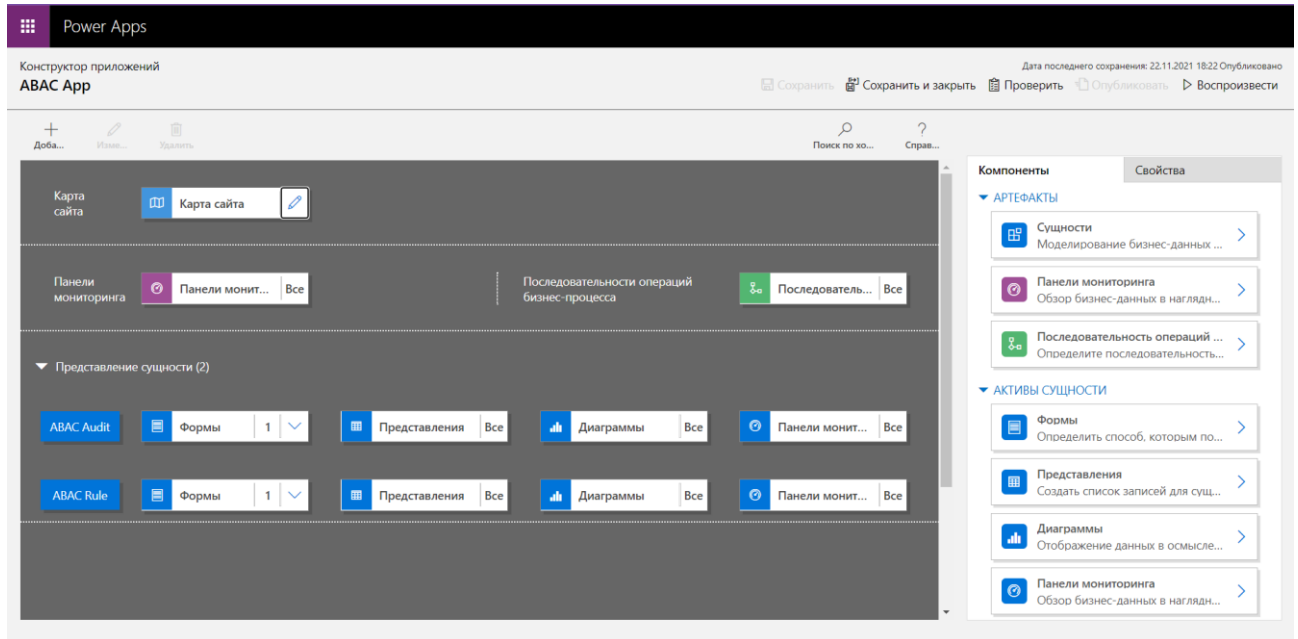 Power Apps
Конструктор приложений
ABAC App
Дата последнего сохранения: 22.11.2021 18:22 Опубликовано
Сохранить Сохранить и закрыть Проверить Опубликовать Воспроизвести
Доба... Изме... Удалить Поиск по хо... Справ...
Карта
сайта
Карта сайта
Панели
мониторинга
Панели монит... Все
Последовательности операций
бизнес-процесса
Последователь... Все
Представление сущности (2)
ABAC Audit Формы 1 Представления Все Диаграммы Все Панели монит... Все
ABAC Rule Формы 1 Представления Все Диаграммы Все Панели монит... Все
Компоненты Свойства
АРТЕФАКТЫ
Сущности
Моделирование бизнес-данных ...
Панели мониторинга
Обзор бизнес-данных в наглядн...
Последовательность операций ...
Определите последовательность...
АКТИВЫ СУЩНОСТИ
Формы
Определить способ, которым по...
Представления
Создать список записей для сущ...
Диаграммы
Отображение данных в осмысле...
Панели мониторинга
Обзор бизнес-данных в наглядн...